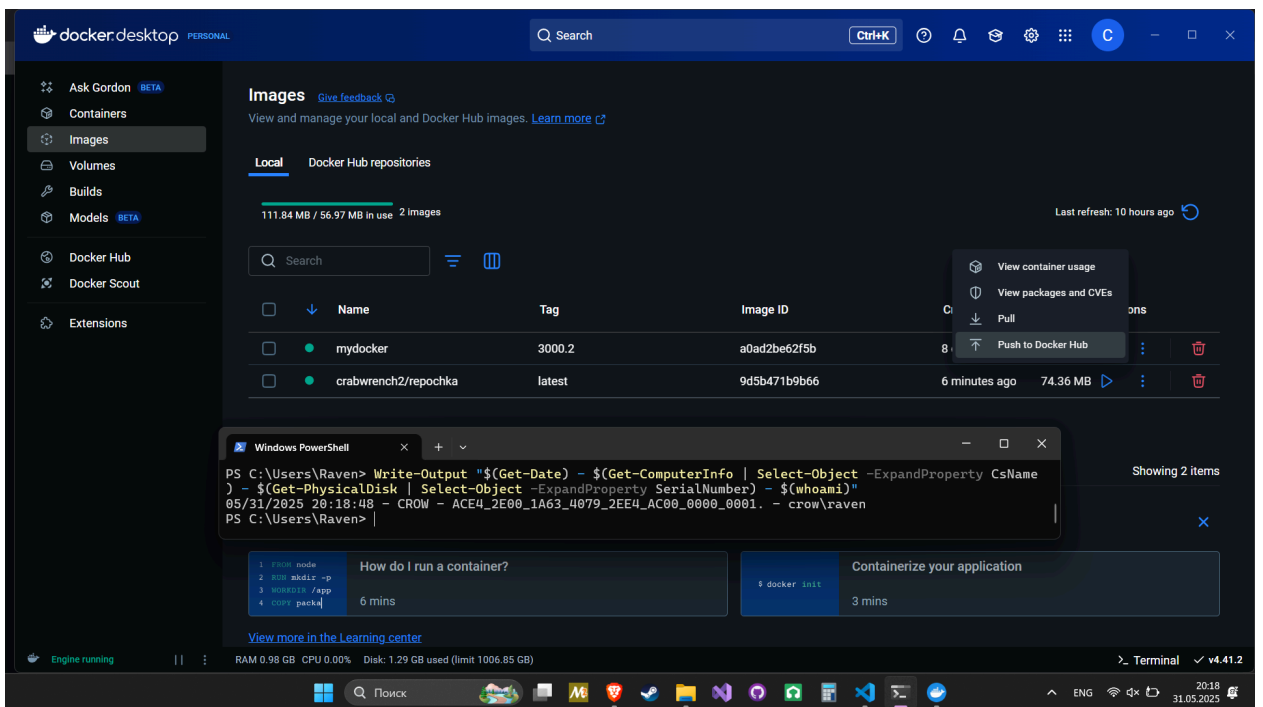 docker.desktop PERSONAL
Search
Ctrl+K
C
Ask Gordon BETA
Containers
Images
Volumes
Builds
Models BETA
Docker Hub
Docker Scout
Extensions
Images Give feedback
View and manage your local and Docker Hub images. Learn more
Local Docker Hub repositories
111.84 MB / 56.97 MB in use 2 images
Last refresh: 10 hours ago
Search
View container usage
View packages and CVEs
Pull
Push to Docker Hub
Name Tag Image ID
mydocker 3000.2 a0ad2be62f5b 8
crabwrench2/repochka latest 9d5b471b9b66 6 minutes ago 74.36 MB
Windows PowerShell
PS C:\Users\Raven> Write-Output "$(Get-Date) - $(Get-ComputerInfo | Select-Object -ExpandProperty CsName
) - $(Get-PhysicalDisk | Select-Object -ExpandProperty SerialNumber) - $(whoami)"
05/31/2025 20:18:48 - CROW - ACE4_2E00_1A63_4079_2EE4_AC00_0000_0001. - crow\raven
PS C:\Users\Raven>
Showing 2 items
1 FROM node
2 RUN mkdir -p
3 WORKDIR /app
4 COPY packa
How do I run a container?
6 mins
$ docker init
Containerize your application
3 mins
View more in the Learning center
Engine running
RAM 0.98 GB CPU 0.00% Disk: 1.29 GB used (limit 1006.85 GB)
Terminal v4.41.2
Поиск
ENG
20:18
31.05.2025